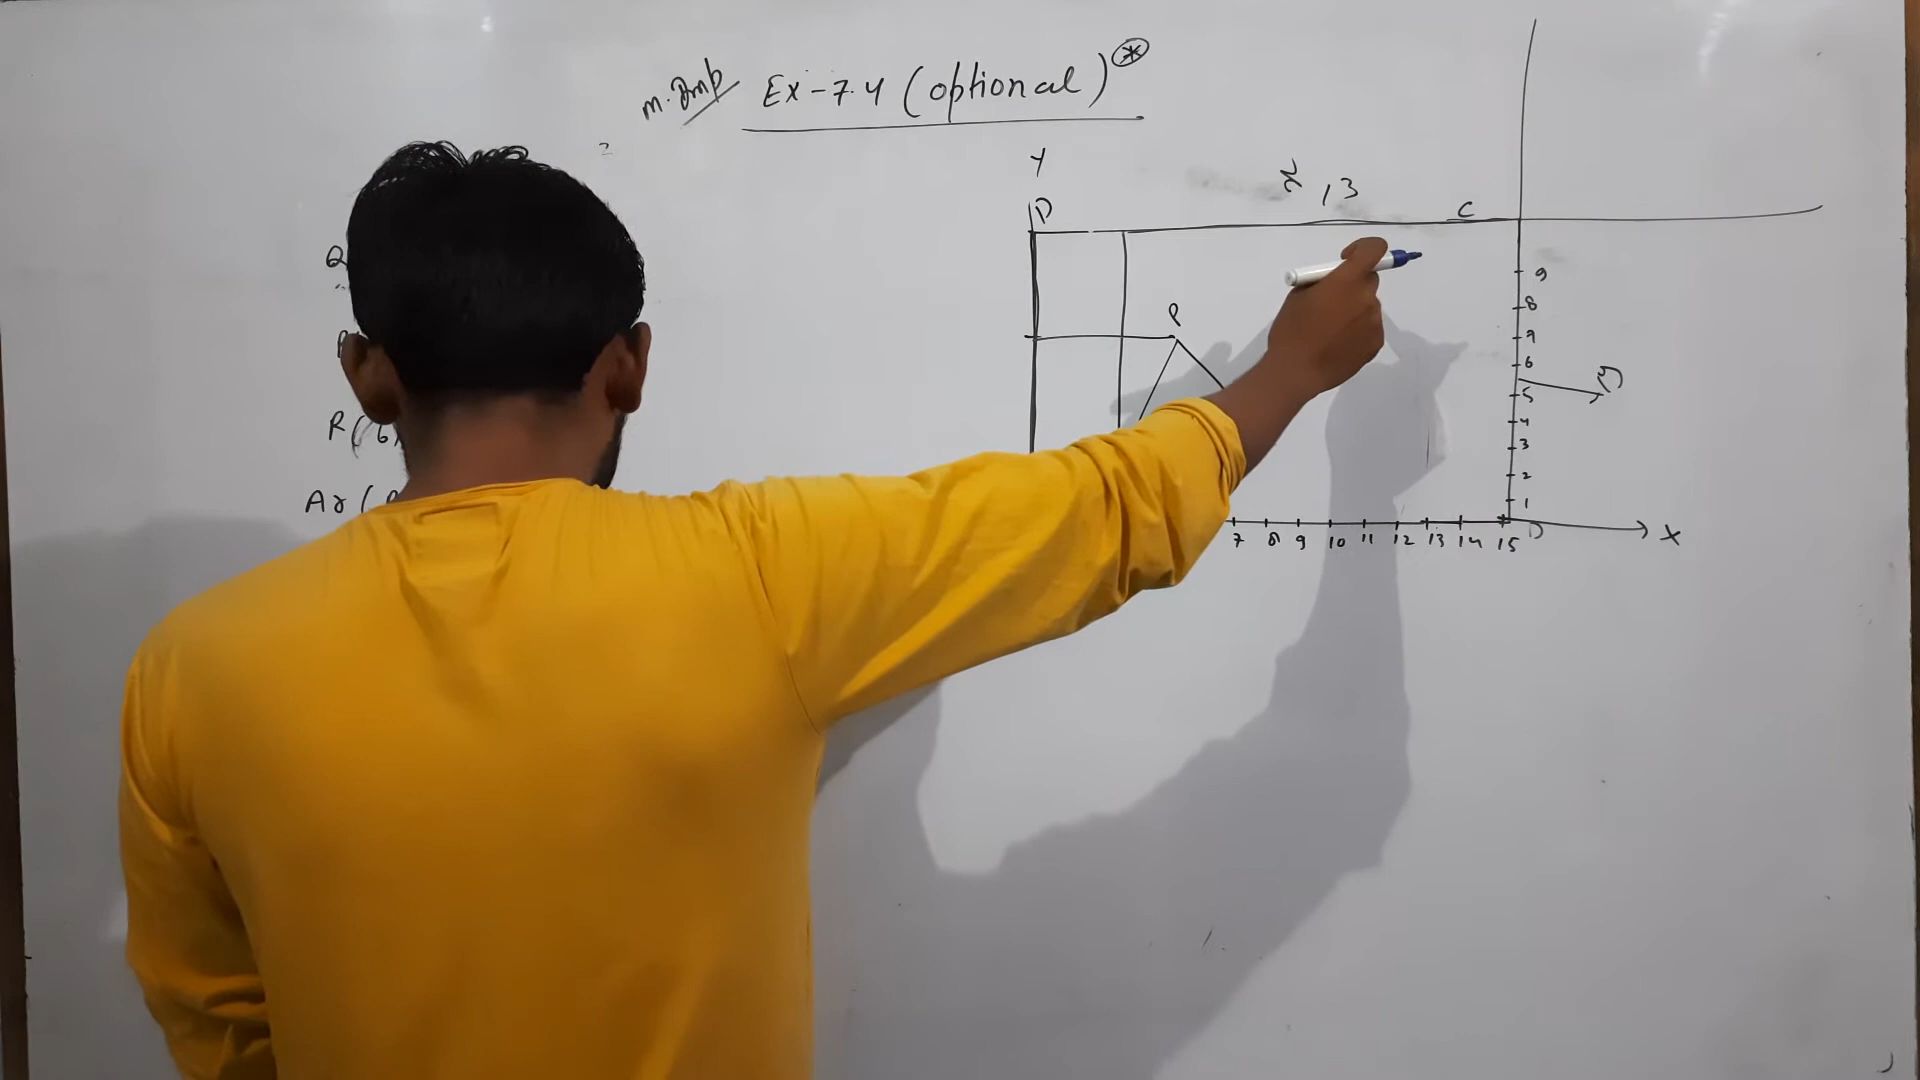 m. Imp Ex-7.4 (optional) *
Y
D
13
C
Q
P
R(6,
Ar(
9
8
7
6
5
4
3
2
1
7 8 9 10 11 12 13 14 15
X